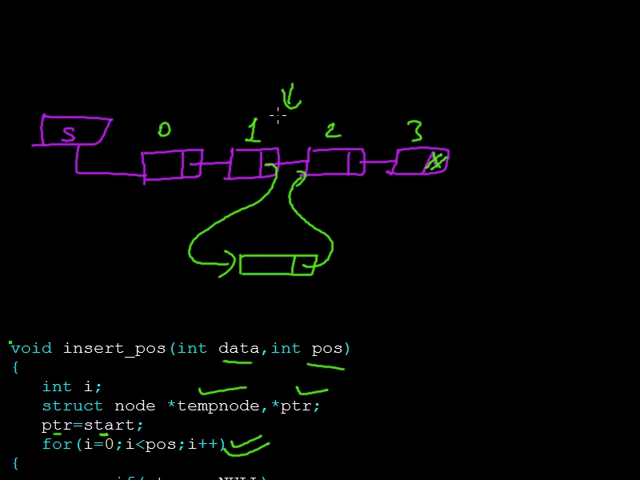 S
0 1 2 3
void insert_pos(int data,int pos)
{
int i;
struct node *tempnode,*ptr;
ptr=start;
for(i=0;i<pos;i++)
{